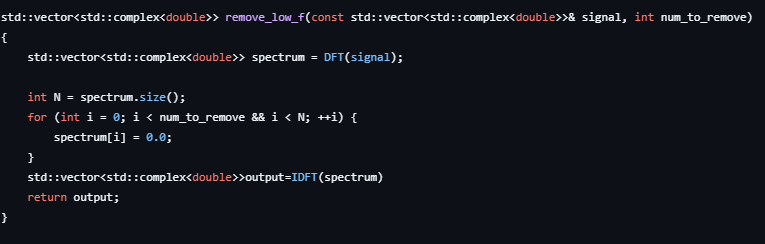 std::vector<std::complex<double>> remove_low_f(const std::vector<std::complex<double>>& signal, int num_to_remove)
{
    std::vector<std::complex<double>> spectrum = DFT(signal);

    int N = spectrum.size();
    for (int i = 0; i < num_to_remove && i < N; ++i) {
        spectrum[i] = 0.0;
    }
    std::vector<std::complex<double>>output=IDFT(spectrum)
    return output;
}